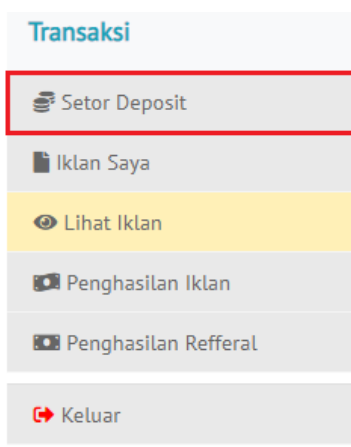 Transaksi
Setor Deposit
Iklan Saya
Lihat Iklan
Penghasilan Iklan
Penghasilan Refferal
Keluar